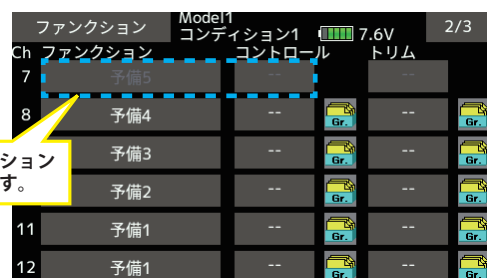 ファンクション Model1 コンディション1 7.6V 2/3
Ch ファンクション コントロール トリム
7 予備5 --
8 予備4 -- Gr. -- Gr.
ション
す。
予備3 -- Gr. -- Gr.
予備2 -- Gr. -- Gr.
11 予備1 -- Gr. -- Gr.
12 予備1 -- Gr. -- Gr.